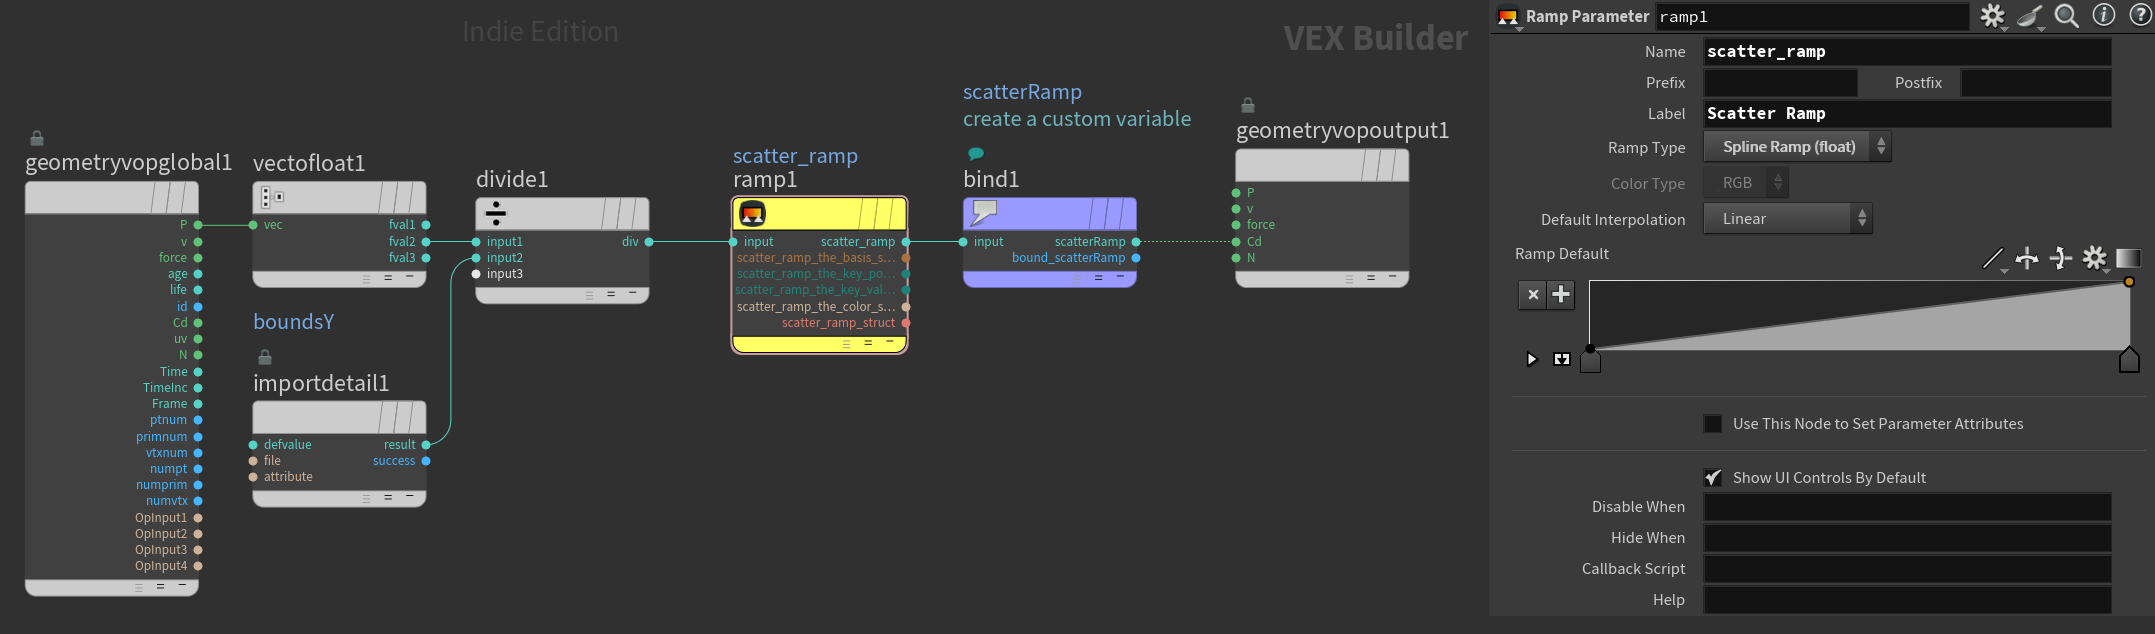 Indie Edition
VEX Builder
geometryvopglobal1
P
v
force
age
life
id
Cd
uv
N
Time
TimeInc
Frame
ptnum
primnum
vtxnum
numpt
numprim
numvtx
OpInput1
OpInput2
OpInput3
OpInput4
vectofloat1
vec
fval1
fval2
fval3
boundsY
importdetail1
defvalue
result
file
success
attribute
divide1
input1
div
input2
input3
scatter_ramp
ramp1
input
scatter_ramp
scatter_ramp_the_basis_s...
scatter_ramp_the_key_po...
scatter_ramp_the_key_val...
scatter_ramp_the_color_s...
scatter_ramp_struct
scatterRamp
create a custom variable
bind1
input
scatterRamp
bound_scatterRamp
geometryvopoutput1
P
v
force
Cd
N
Ramp Parameter ramp1
Name scatter_ramp
Prefix Postfix
Label Scatter Ramp
Ramp Type Spline Ramp (float)
Color Type RGB
Default Interpolation Linear
Ramp Default
Use This Node to Set Parameter Attributes
Show UI Controls By Default
Disable When
Hide When
Callback Script
Help